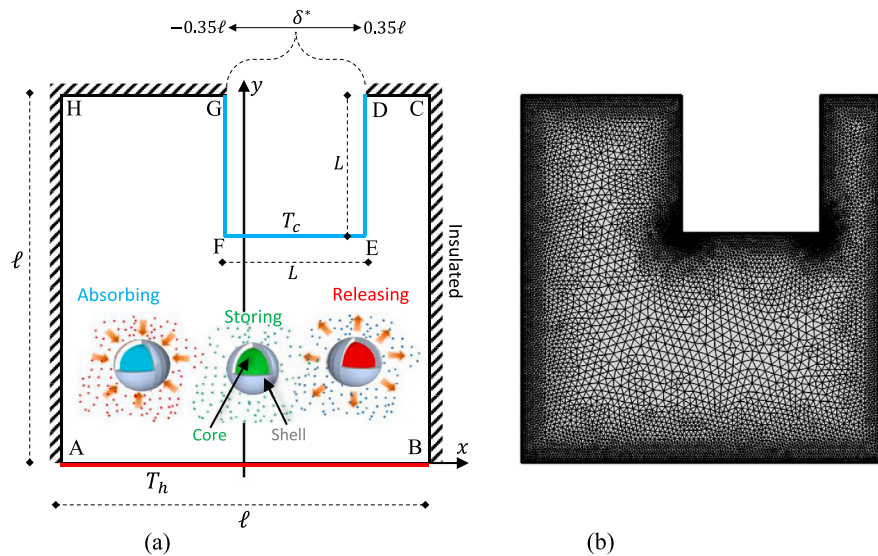 δ*
−0.35ℓ
0.35ℓ
y
H
G
D
C
L
T_c
F
E
L
ℓ
Insulated
Absorbing
Storing
Releasing
Core
Shell
A
B
x
T_h
ℓ
(a)
(b)